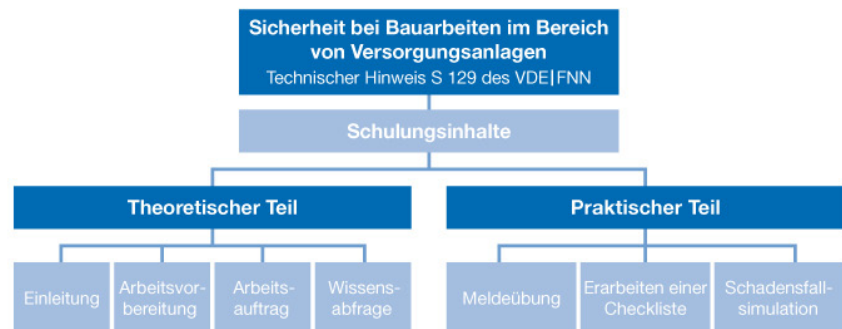 Sicherheit bei Bauarbeiten im Bereich
von Versorgungsanlagen
Technischer Hinweis S 129 des VDE|FNN
Schulungsinhalte
Theoretischer Teil
Praktischer Teil
Einleitung
Arbeitsvor-
bereitung
Arbeits-
auftrag
Wissens-
abfrage
Meldeübung
Erarbeiten einer
Checkliste
Schadensfall-
simulation